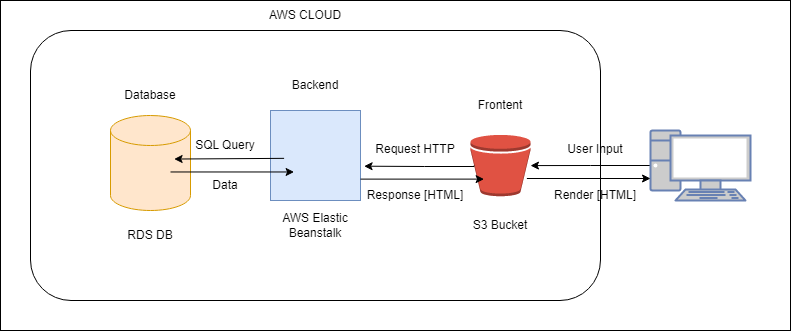 AWS CLOUD
Backend
Database
Frontent
SQL Query
Request HTTP
User Input
Data
Response [HTML]
Render [HTML]
AWS Elastic
Beanstalk
S3 Bucket
RDS DB